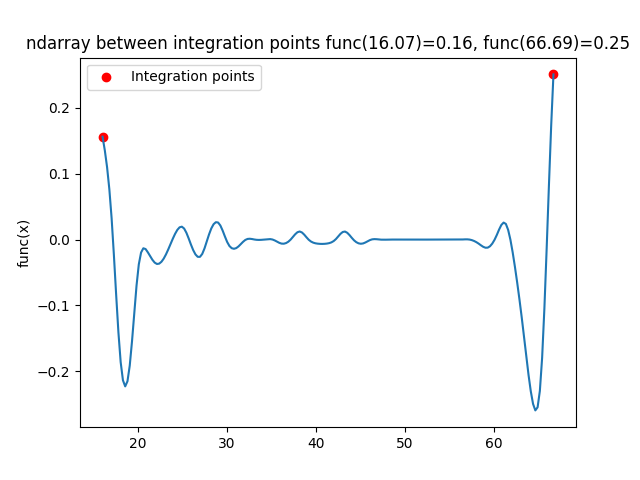 ndarray between integration points func(16.07)=0.16, func(66.69)=0.25
Integration points
func(x)
0.2
0.1
0.0
−0.1
−0.2
20 30 40 50 60